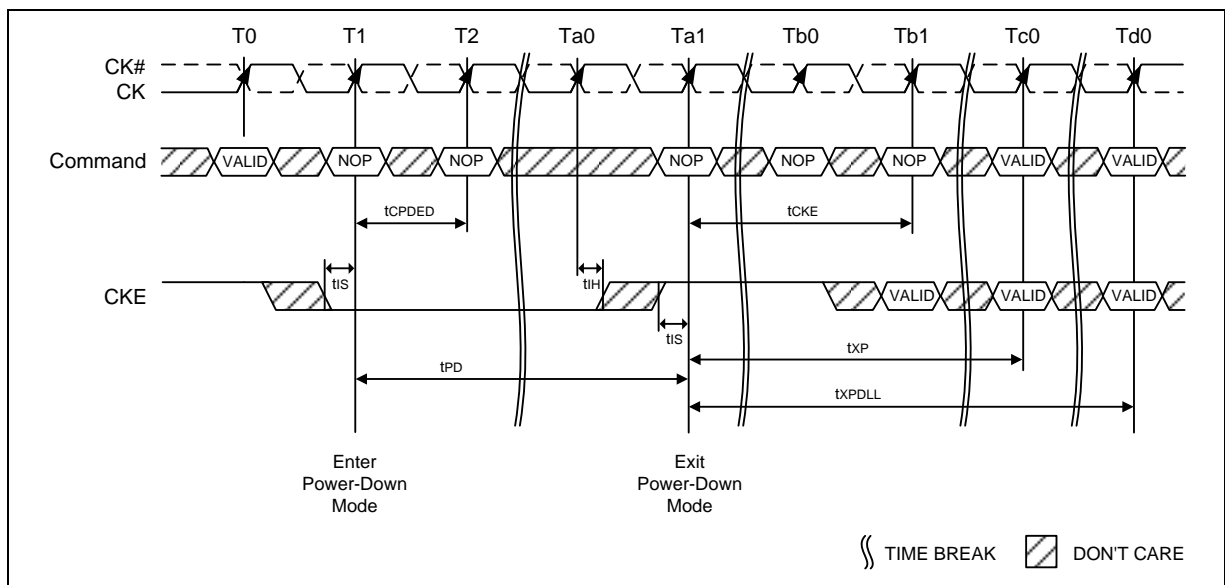 T0 T1 T2 Ta0 Ta1 Tb0 Tb1 Tc0 Td0
CK#
CK
Command VALID NOP NOP NOP NOP NOP VALID VALID
tCPDED tCKE
tIS tIH
CKE VALID VALID VALID
tIS
tXP
tPD
tXPDLL
Enter
Power-Down
Mode
Exit
Power-Down
Mode
TIME BREAK DON'T CARE